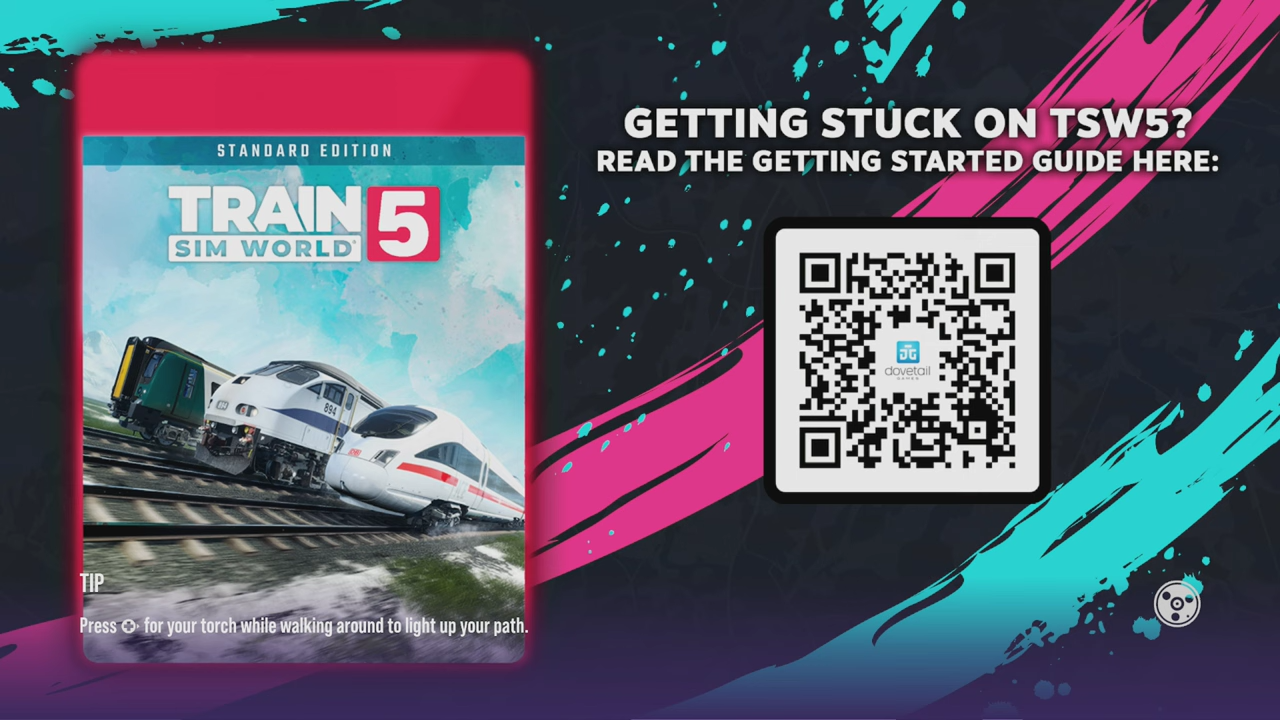 STANDARD EDITION
TRAIN 5
SIM WORLD
894
TIP
Press for your torch while walking around to light up your path.
GETTING STUCK ON TSW5?
READ THE GETTING STARTED GUIDE HERE:
dovetail
GAMES